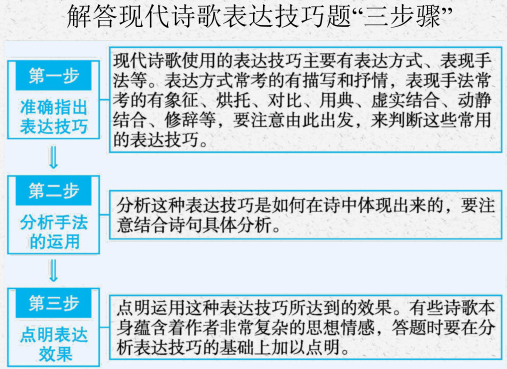 解答现代诗歌表达技巧题“三步骤”
第一步
准确指出
表达技巧
现代诗歌使用的表达技巧主要有表达方式、表现手
法等。表达方式常考的有描写和抒情，表现手法常
考的有象征、烘托、对比、用典、虚实结合、动静
结合、修辞等，要注意由此出发，来判断这些常用
的表达技巧。
第二步
分析手法
的运用
分析这种表达技巧是如何在诗中体现出来的，要注
意结合诗句具体分析。
第三步
点明表达
效果
点明运用这种表达技巧所达到的效果。有些诗歌本
身蕴含着作者非常复杂的思想情感，答题时要在分
析表达技巧的基础上加以点明。